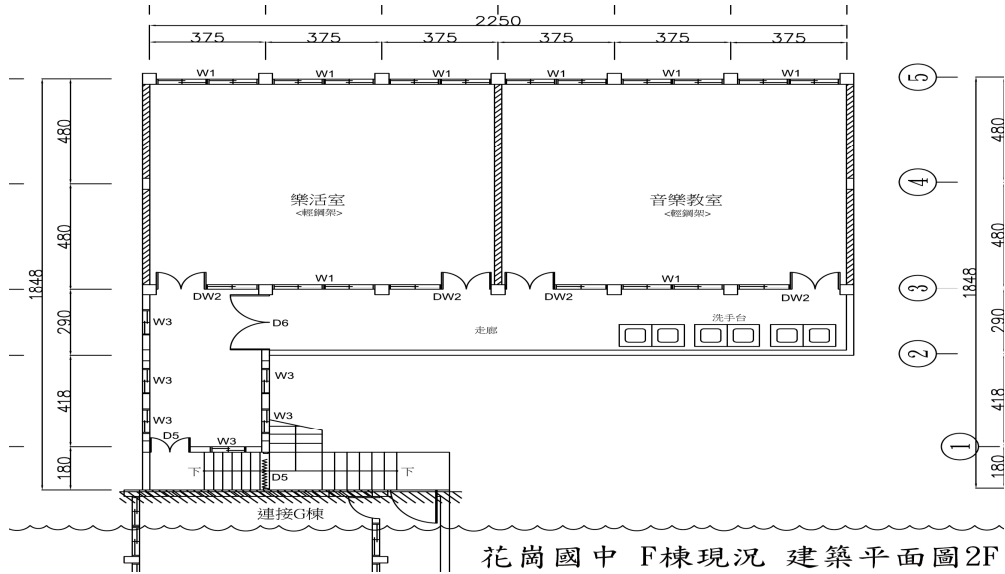 2250
375 375 375 375 375 375
W1 W1 W1 W1 W1 W1
5
480 480
4
樂活室 音樂教室
<輕鋼架> <輕鋼架>
480 480
1848 1848
W1 W1
3
DW2 DW2 DW2 DW2
290 290
W3 D6 走廊 洗手台
2
W3 W3
418 418
W3 W3
D5 W3
1
180 180
下 D5 下
連接G棟
花崗國中 F棟現況 建築平面圖2F